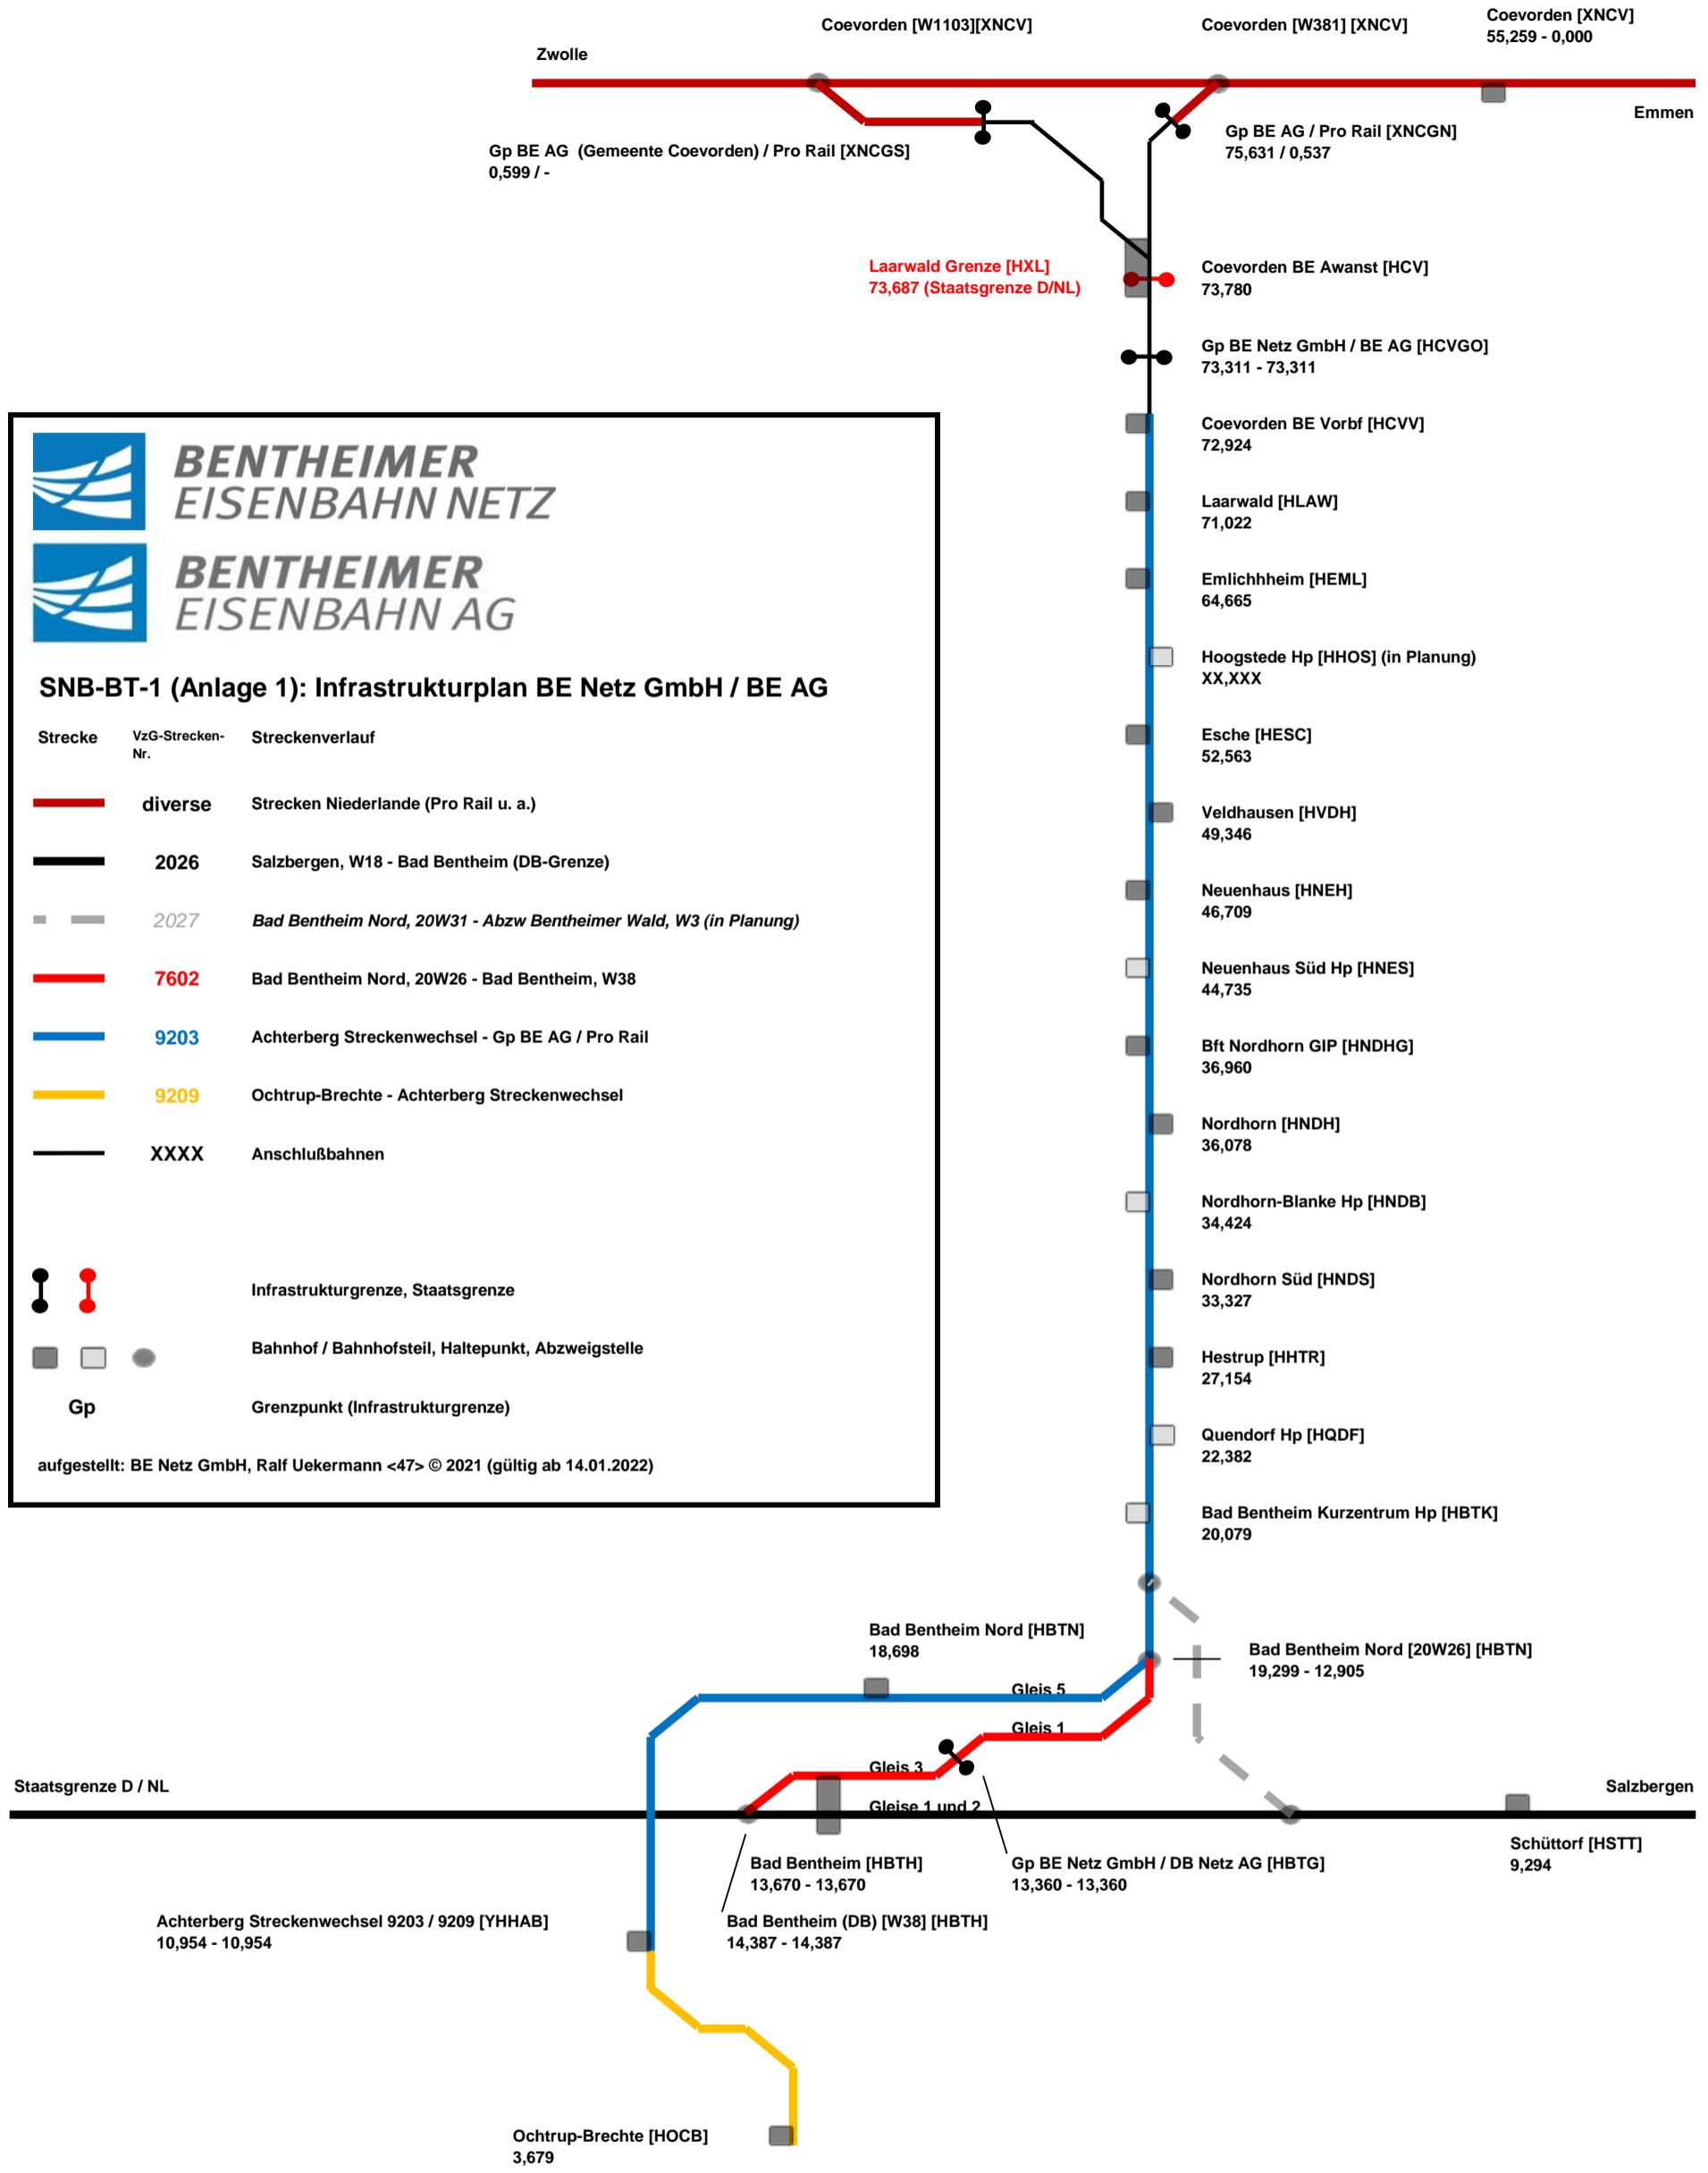 Coevorden [W1103][XNCV]
Coevorden [W381] [XNCV]
Coevorden [XNCV]
55,259 - 0,000
Zwolle
Emmen
Gp BE AG  (Gemeente Coevorden) / Pro Rail [XNCGS]
0,599 / -
Gp BE AG / Pro Rail [XNCGN]
75,631 / 0,537
Laarwald Grenze [HXL]
73,687 (Staatsgrenze D/NL)
Coevorden BE Awanst [HCV]
73,780
Gp BE Netz GmbH / BE AG [HCVGO]
73,311 - 73,311
Coevorden BE Vorbf [HCVV]
72,924
Laarwald [HLAW]
71,022
Emlichhheim [HEML]
64,665
Hoogstede Hp [HHOS] (in Planung)
XX,XXX
Esche [HESC]
52,563
Veldhausen [HVDH]
49,346
Neuenhaus [HNEH]
46,709
Neuenhaus Süd Hp [HNES]
44,735
Bft Nordhorn GIP [HNDHG]
36,960
Nordhorn [HNDH]
36,078
Nordhorn-Blanke Hp [HNDB]
34,424
Nordhorn Süd [HNDS]
33,327
Hestrup [HHTR]
27,154
Quendorf Hp [HQDF]
22,382
Bad Bentheim Kurzentrum Hp [HBTK]
20,079
BENTHEIMER
EISENBAHN NETZ
BENTHEIMER
EISENBAHN AG
SNB-BT-1 (Anlage 1): Infrastrukturplan BE Netz GmbH / BE AG
Strecke
VzG-Strecken-
Nr.
Streckenverlauf
diverse
Strecken Niederlande (Pro Rail u. a.)
2026
Salzbergen, W18 - Bad Bentheim (DB-Grenze)
2027
Bad Bentheim Nord, 20W31 - Abzw Bentheimer Wald, W3 (in Planung)
7602
Bad Bentheim Nord, 20W26 - Bad Bentheim, W38
9203
Achterberg Streckenwechsel - Gp BE AG / Pro Rail
9209
Ochtrup-Brechte - Achterberg Streckenwechsel
XXXX
Anschlußbahnen
Infrastrukturgrenze, Staatsgrenze
Bahnhof / Bahnhofsteil, Haltepunkt, Abzweigstelle
Gp
Grenzpunkt (Infrastrukturgrenze)
aufgestellt: BE Netz GmbH, Ralf Uekermann <47> © 2021 (gültig ab 14.01.2022)
Bad Bentheim Nord [HBTN]
18,698
Bad Bentheim Nord [20W26] [HBTN]
19,299 - 12,905
Gleis 5
Gleis 1
Gleis 3
Gleise 1 und 2
Staatsgrenze D / NL
Salzbergen
Schüttorf [HSTT]
9,294
Bad Bentheim [HBTH]
13,670 - 13,670
Gp BE Netz GmbH / DB Netz AG [HBTG]
13,360 - 13,360
Achterberg Streckenwechsel 9203 / 9209 [YHHAB]
10,954 - 10,954
Bad Bentheim (DB) [W38] [HBTH]
14,387 - 14,387
Ochtrup-Brechte [HOCB]
3,679